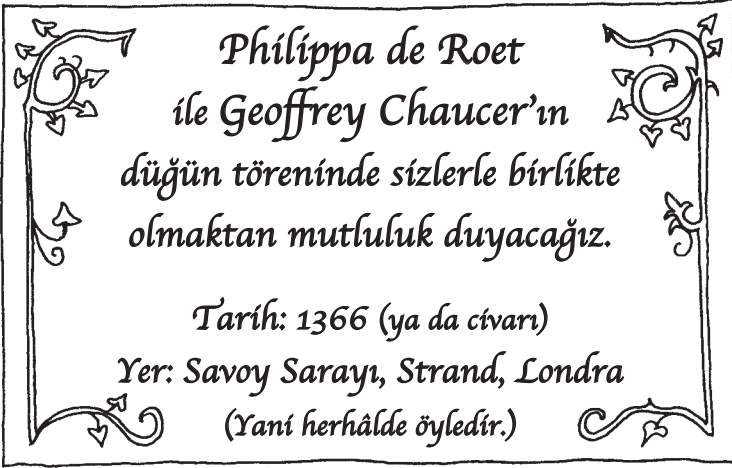 Philippa de Roet
ile Geoffrey Chaucer'ın
düğün töreninde sizlerle birlikte
olmaktan mutluluk duyacağız.
Tarih: 1366 (ya da civarı)
Yer: Savoy Sarayı, Strand, Londra
(Yani herhâlde öyledir.)